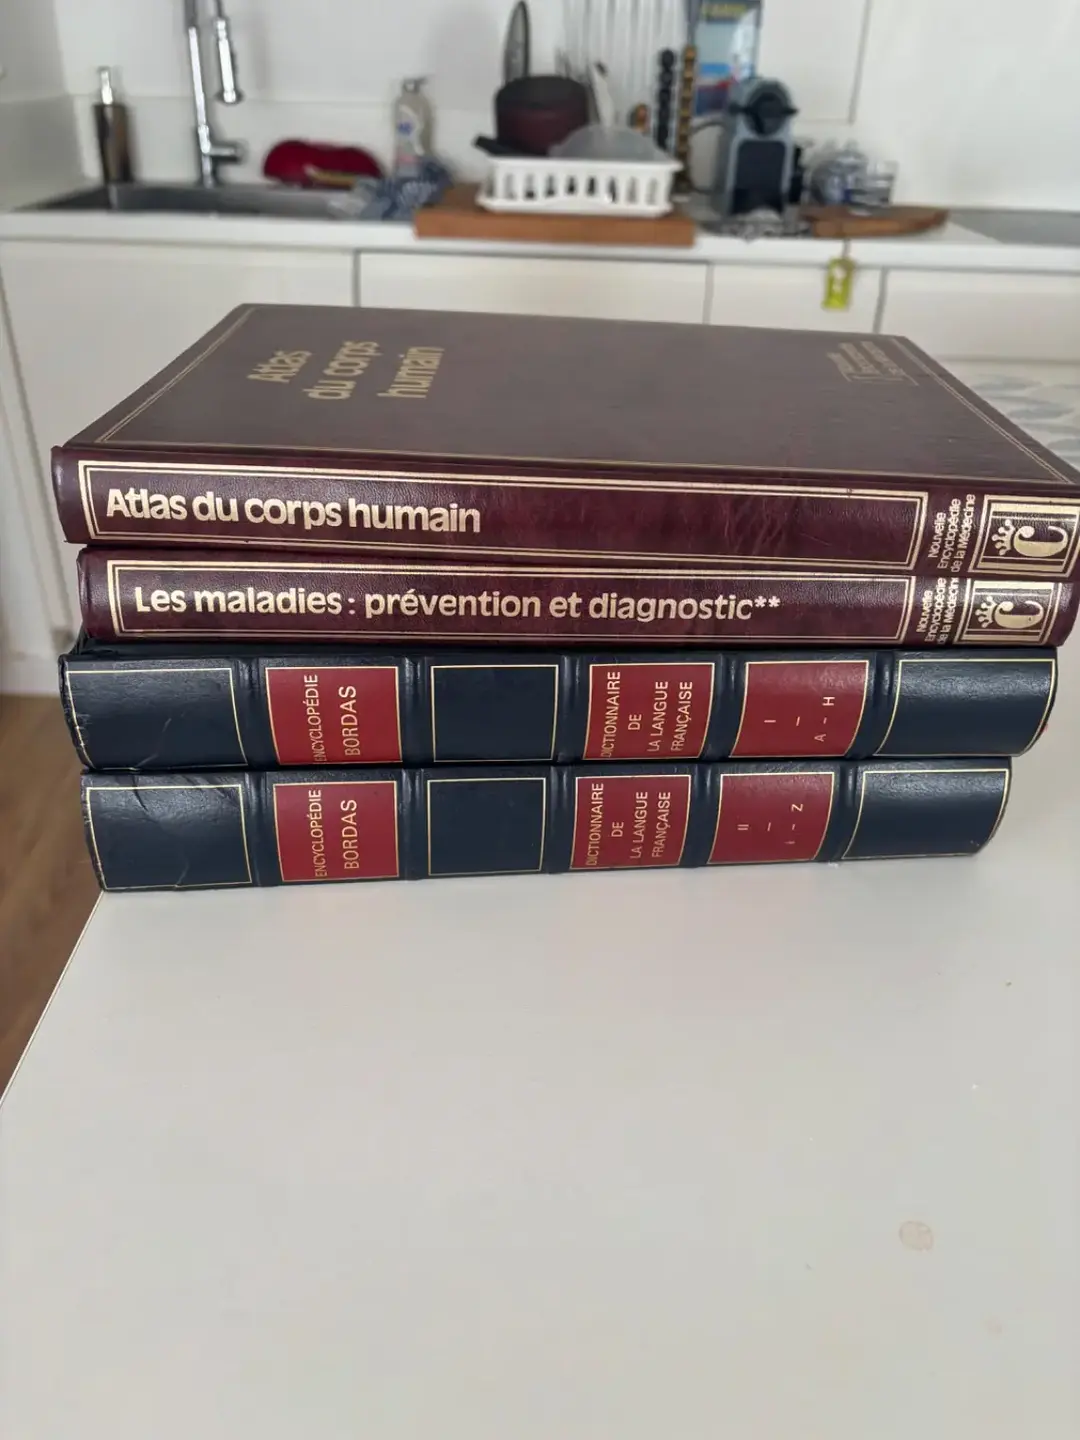 Atlas
du corps
humain
Atlas du corps humain
Nouvelle
Encyclopédie
de la Médecine
C
Les maladies : prévention et diagnostic**
Nouvelle
Encyclopédie
de la Médecine
C
ENCYCLOPÉDIE
BORDAS
DICTIONNAIRE
DE
LA LANGUE
FRANÇAISE
I
–
A - H
ENCYCLOPÉDIE
BORDAS
DICTIONNAIRE
DE
LA LANGUE
FRANÇAISE
II
–
i - Z